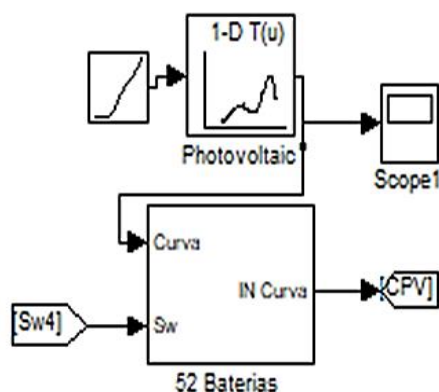 1-D T(u)
Photovoltaic
Scope1
Curva
IN Curva
[CPV]
[Sw4]
Sw
52 Baterias